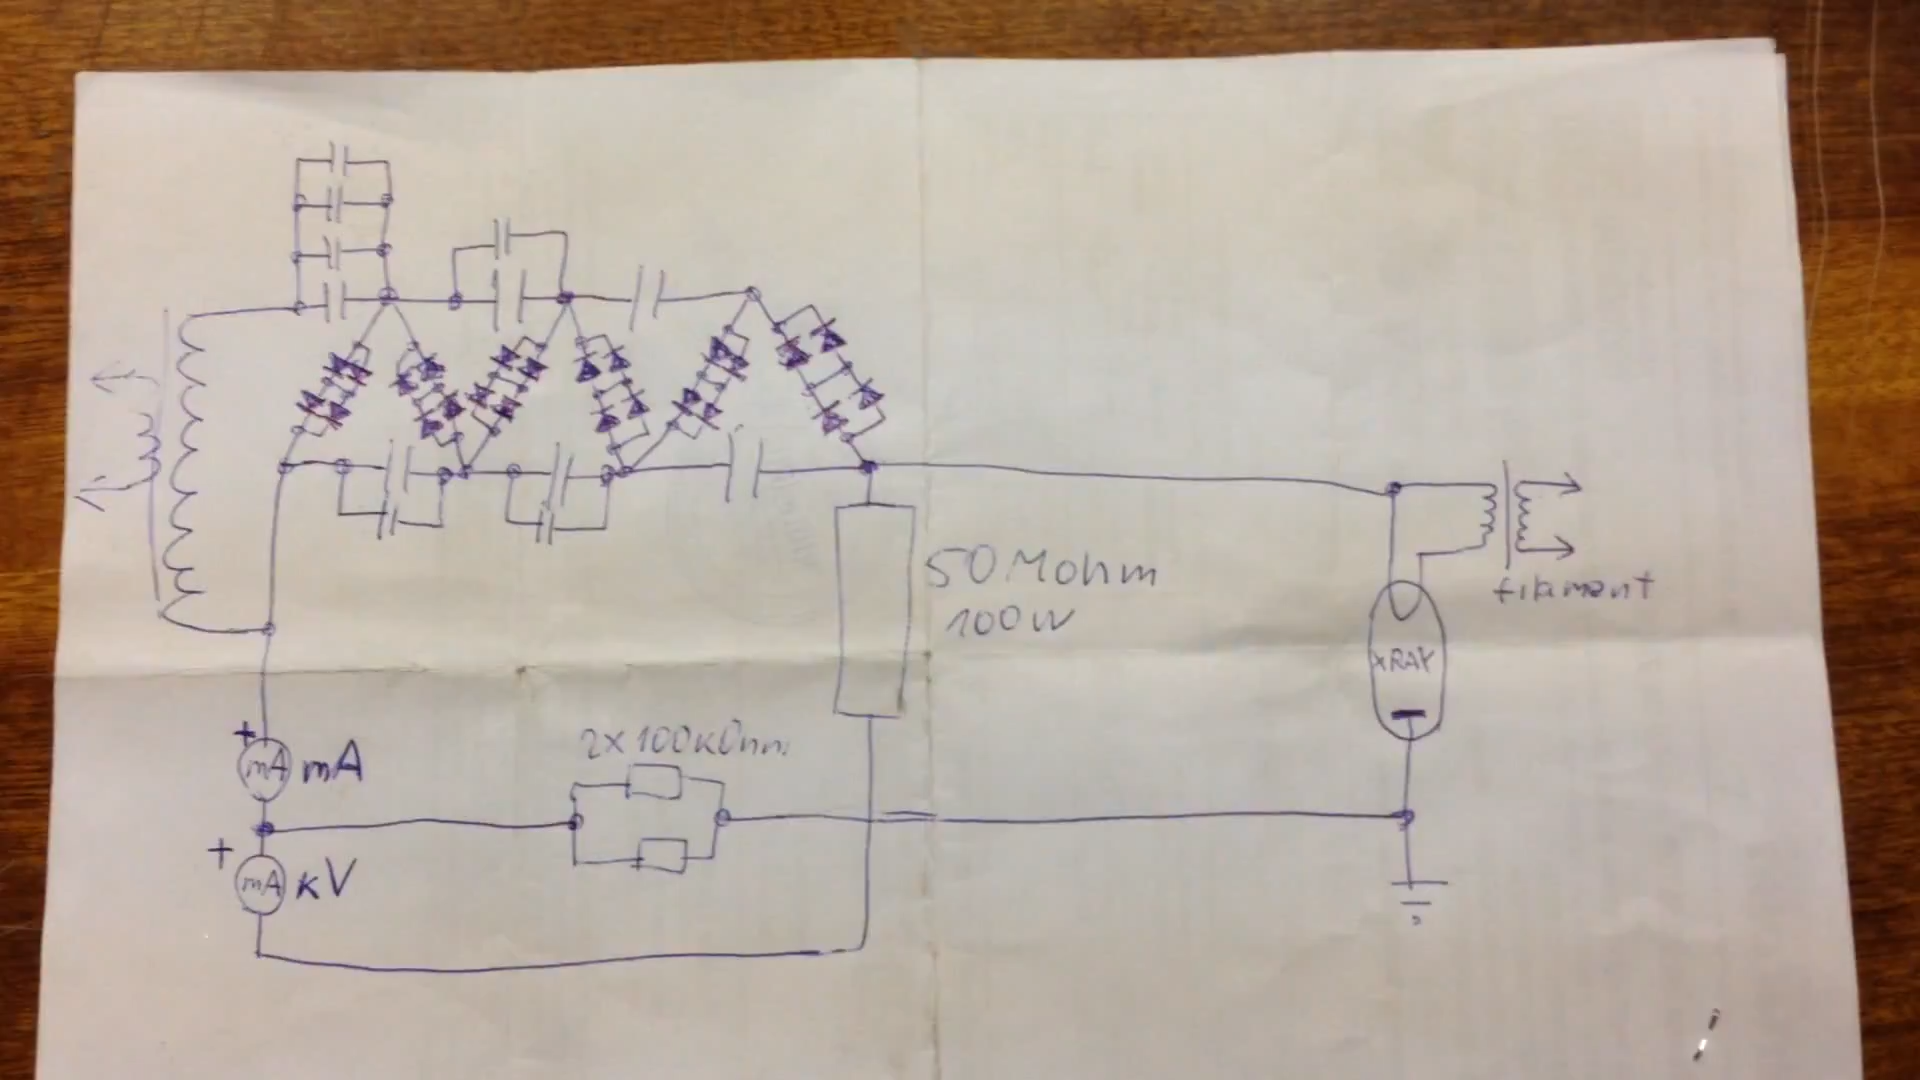 50 Mohm
100W
filament
xRAY
2x100kOhm
+
mA mA
+
mA kV